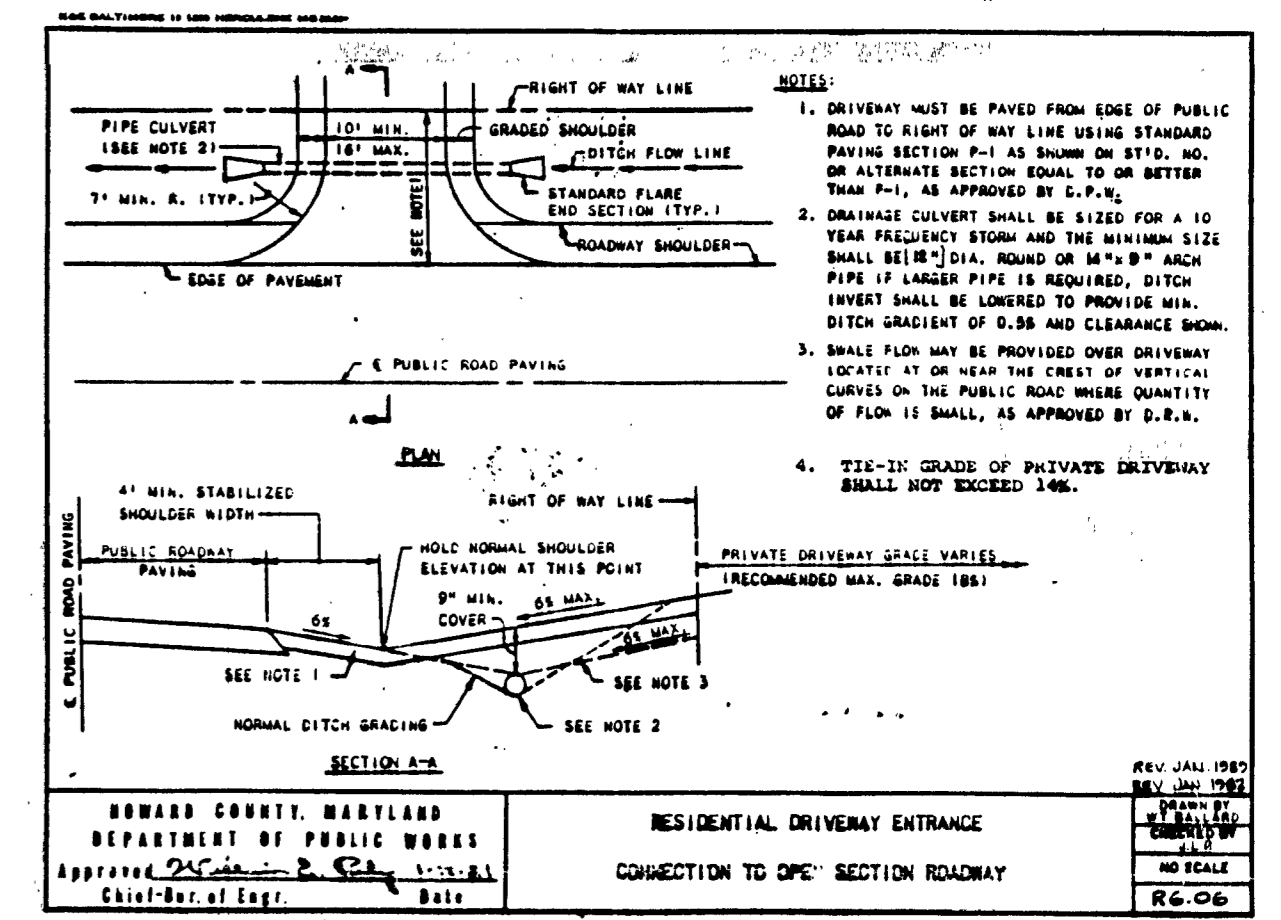 A
RIGHT OF WAY LINE
PIPE CULVERT
(SEE NOTE 2)
10' MIN.
16' MAX.
GRADED SHOULDER
DITCH FLOW LINE
7' MIN. R. (TYP.)
SEE NOTE 1
STANDARD FLARE
END SECTION (TYP.)
ROADWAY SHOULDER
EDGE OF PAVEMENT
℄ PUBLIC ROAD PAVING
A
PLAN
NOTES:
1. DRIVEWAY MUST BE PAVED FROM EDGE OF PUBLIC
ROAD TO RIGHT OF WAY LINE USING STANDARD
PAVING SECTION P-1 AS SHOWN ON ST'D. NO.
OR ALTERNATE SECTION EQUAL TO OR BETTER
THAN P-1, AS APPROVED BY D.P.W.
2. DRAINAGE CULVERT SHALL BE SIZED FOR A 10
YEAR FREQUENCY STORM AND THE MINIMUM SIZE
SHALL BE [18"] DIA. ROUND OR 14"x 9" ARCH
PIPE IF LARGER PIPE IS REQUIRED, DITCH
INVERT SHALL BE LOWERED TO PROVIDE MIN.
DITCH GRADIENT OF 0.5% AND CLEARANCE SHOWN.
3. SWALE FLOW MAY BE PROVIDED OVER DRIVEWAY
LOCATED AT OR NEAR THE CREST OF VERTICAL
CURVES ON THE PUBLIC ROAD WHERE QUANTITY
OF FLOW IS SMALL, AS APPROVED BY D.P.W.
4. TIE-IN GRADE OF PRIVATE DRIVEWAY
SHALL NOT EXCEED 14%.
4' MIN. STABILIZED
SHOULDER WIDTH
RIGHT OF WAY LINE
℄ PUBLIC ROAD PAVING
PUBLIC ROADWAY
PAVING
HOLD NORMAL SHOULDER
ELEVATION AT THIS POINT
PRIVATE DRIVEWAY GRADE VARIES
(RECOMMENDED MAX. GRADE 18%)
9" MIN.
COVER
6% MAX.
6%
6% MAX.
SEE NOTE 1
SEE NOTE 3
NORMAL DITCH GRADING
SEE NOTE 2
SECTION A-A
REV. JAN. 1989
REV JAN 1983
HOWARD COUNTY, MARYLAND
DEPARTMENT OF PUBLIC WORKS
Approved
Chief-Bur. of Engr. Date
RESIDENTIAL DRIVEWAY ENTRANCE
CONNECTION TO OPEN SECTION ROADWAY
DRAWN BY
WT BALLARD
CHECKED BY
NO SCALE
R6.06